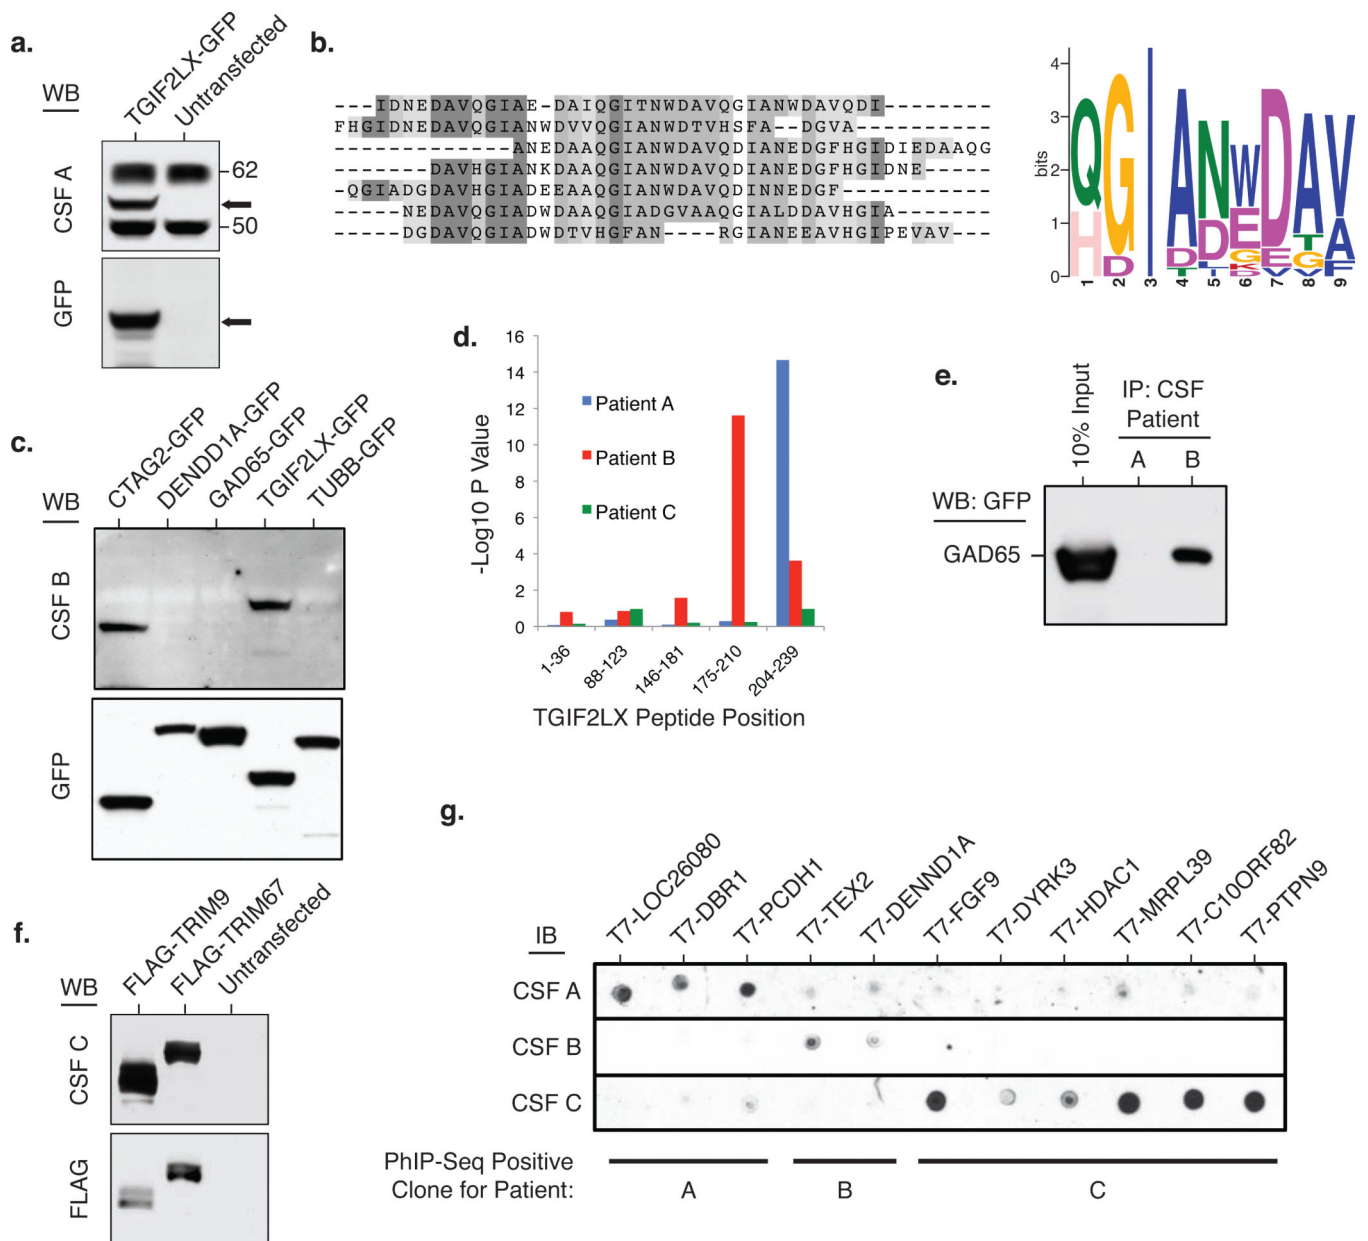 a.
WB
TGIF2LX-GFP
Untransfected
CSF A
62
50
GFP
b.
---IDNEDAVQGIAE-DAIQGITNWDAVQGIANWDAVQDI--------
FHGIDNEDAVQGIANWDVVQGIANWDTVHSFA--DGVA----------
-------------ANEDAAQGIANWDAVQDIANEDGFHGIDIEDAAQG
-------DAVHGIANKDAVQGIANWDAVQGIANEDGFHGIDNE-----
-QGIADGDAVHGIADEEAAQGIANWDAVQDINNEDGF-----------
-----NEDAVQGIADWDAAQGIADGVAAQGIALDDAVHGIA-------
-----DGDAVQGIADWDTVHGFAN----RGIANEEAVHGIPEVAV---
bits
4
3
2
1
0
1 2 3 4 5 6 7 8 9
Q G I A N W D A V
H D D D E E T A
T I G V G F
K V
c.
WB
CTAG2-GFP
DENDD1A-GFP
GAD65-GFP
TGIF2LX-GFP
TUBB-GFP
CSF B
GFP
d.
-Log10 P Value
16
14
12
10
8
6
4
2
0
Patient A
Patient B
Patient C
1-36
88-123
146-181
175-210
204-239
TGIF2LX Peptide Position
e.
10% Input
IP: CSF
Patient
A B
WB: GFP
GAD65
f.
WB
FLAG-TRIM9
FLAG-TRIM67
Untransfected
CSF C
FLAG
g.
IB
T7-LOC26080
T7-DBR1
T7-PCDH1
T7-TEX2
T7-DENND1A
T7-FGF9
T7-DYRK3
T7-HDAC1
T7-MRPL39
T7-C10ORF82
T7-PTPN9
CSF A
CSF B
CSF C
PhIP-Seq Positive
Clone for Patient:
A B C